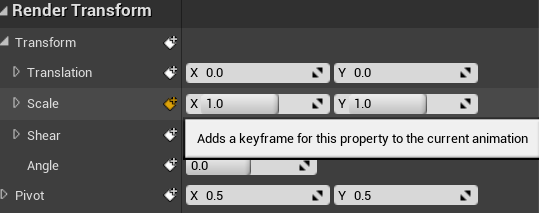 Render Transform
Transform
Translation X 0.0 Y 0.0
Scale X 1.0 Y 1.0
Shear
Adds a keyframe for this property to the current animation
Angle 0.0
Pivot X 0.5 Y 0.5